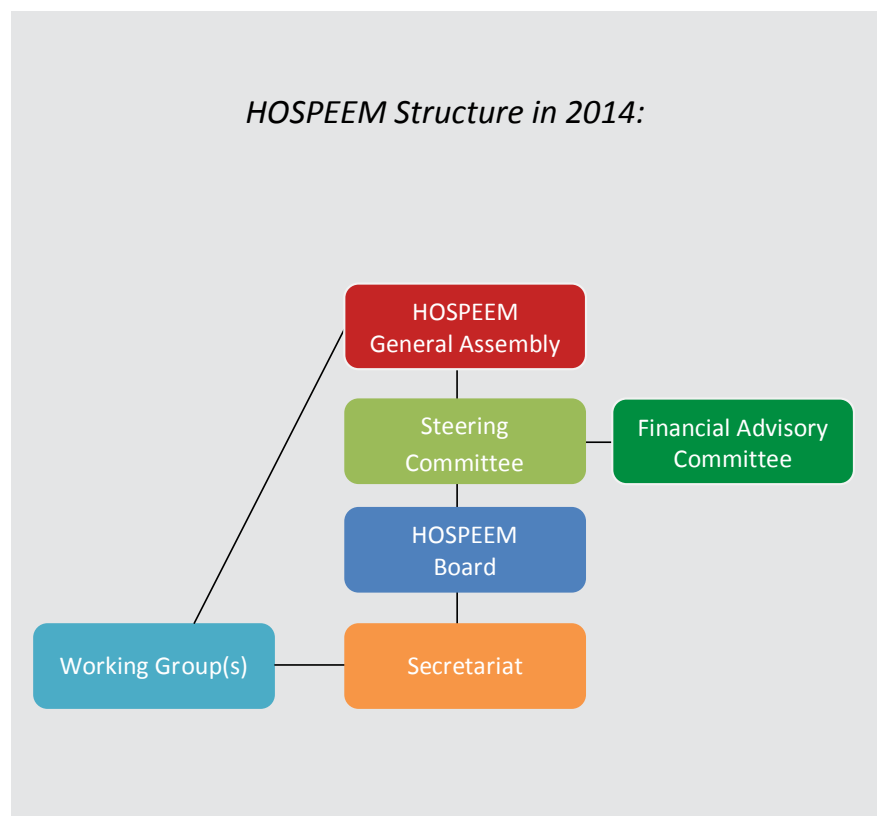 HOSPEEM Structure in 2014:
HOSPEEM
General Assembly
Steering
Committee
Financial Advisory
Committee
HOSPEEM
Board
Working Group(s)
Secretariat